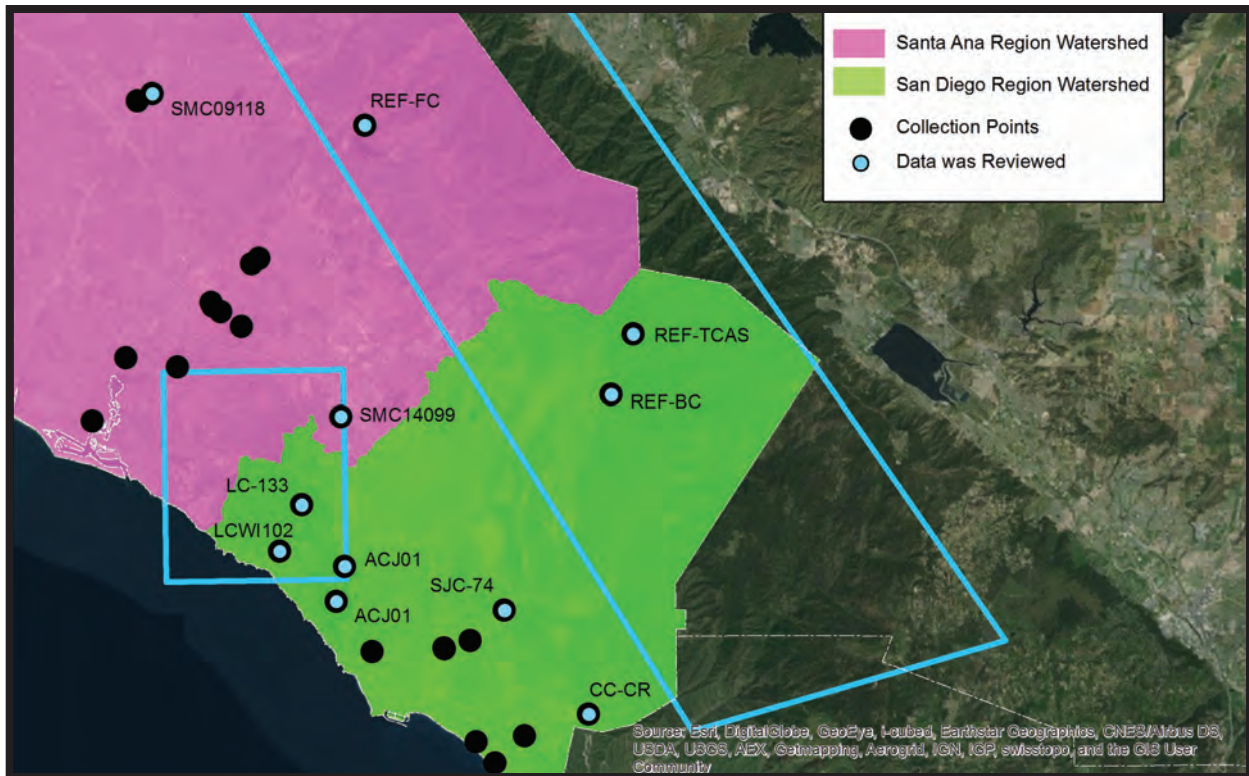 Santa Ana Region Watershed
San Diego Region Watershed
Collection Points
Data was Reviewed
SMC09118
REF-FC
REF-TCAS
REF-BC
SMC14099
LC-133
LCWI102
ACJ01
SJC-74
ACJ01
CC-CR
Source: Esri, DigitalGlobe, GeoEye, i-cubed, Earthstar Geographics, CNES/Airbus DS,
USDA, USGS, AEX, Getmapping, Aerogrid, IGN, IGP, swisstopo, and the GIS User
Community